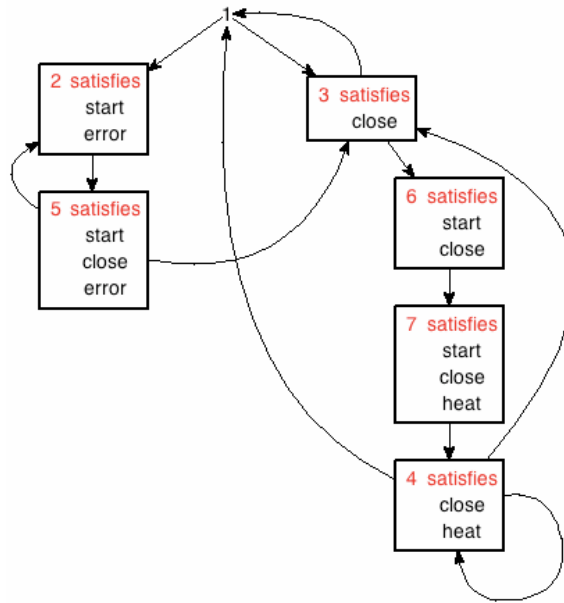 1
2 satisfies
start
error
3 satisfies
close
5 satisfies
start
close
error
6 satisfies
start
close
7 satisfies
start
close
heat
4 satisfies
close
heat